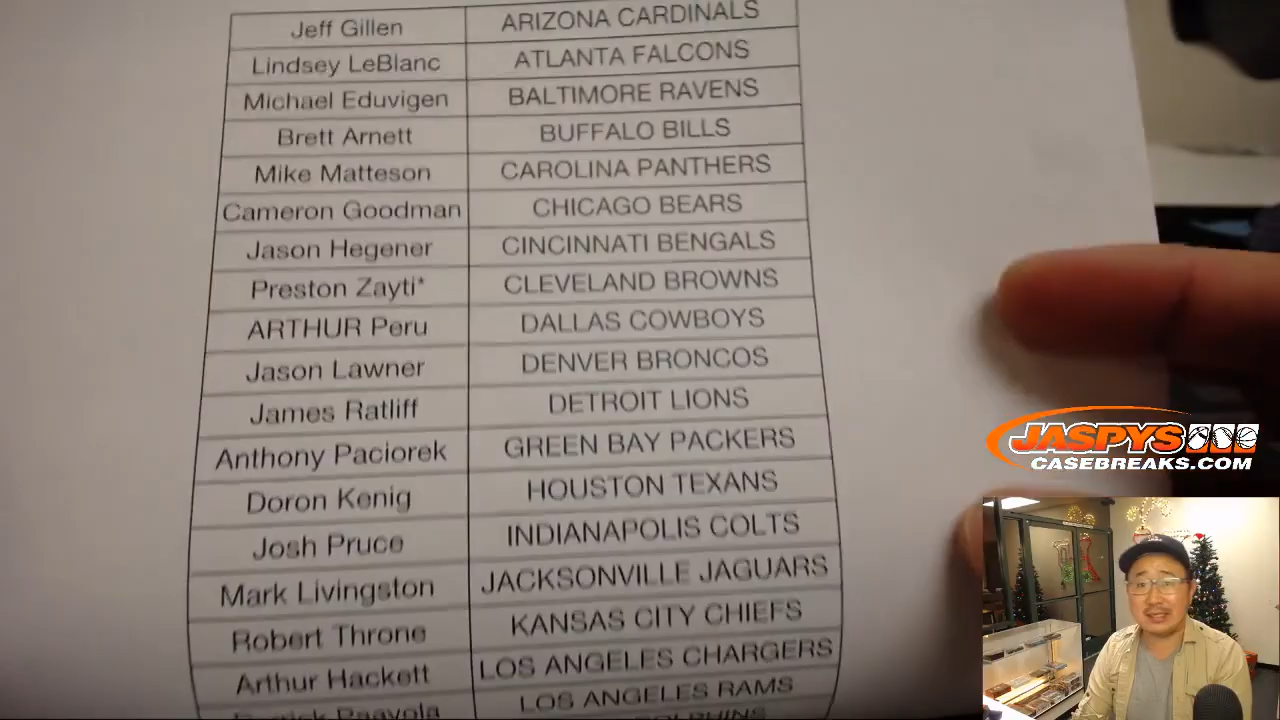 Jeff Gillen ARIZONA CARDINALS
Lindsey LeBlanc ATLANTA FALCONS
Michael Eduvigen BALTIMORE RAVENS
Brett Arnett BUFFALO BILLS
Mike Matteson CAROLINA PANTHERS
Cameron Goodman CHICAGO BEARS
Jason Hegener CINCINNATI BENGALS
Preston Zayti* CLEVELAND BROWNS
ARTHUR Peru DALLAS COWBOYS
Jason Lawner DENVER BRONCOS
James Ratliff DETROIT LIONS
Anthony Paciorek GREEN BAY PACKERS
Doron Kenig HOUSTON TEXANS
Josh Pruce INDIANAPOLIS COLTS
Mark Livingston JACKSONVILLE JAGUARS
Robert Throne KANSAS CITY CHIEFS
Arthur Hackett LOS ANGELES CHARGERS
Paavola LOS ANGELES RAMS
JASPYS
CASEBREAKS.COM